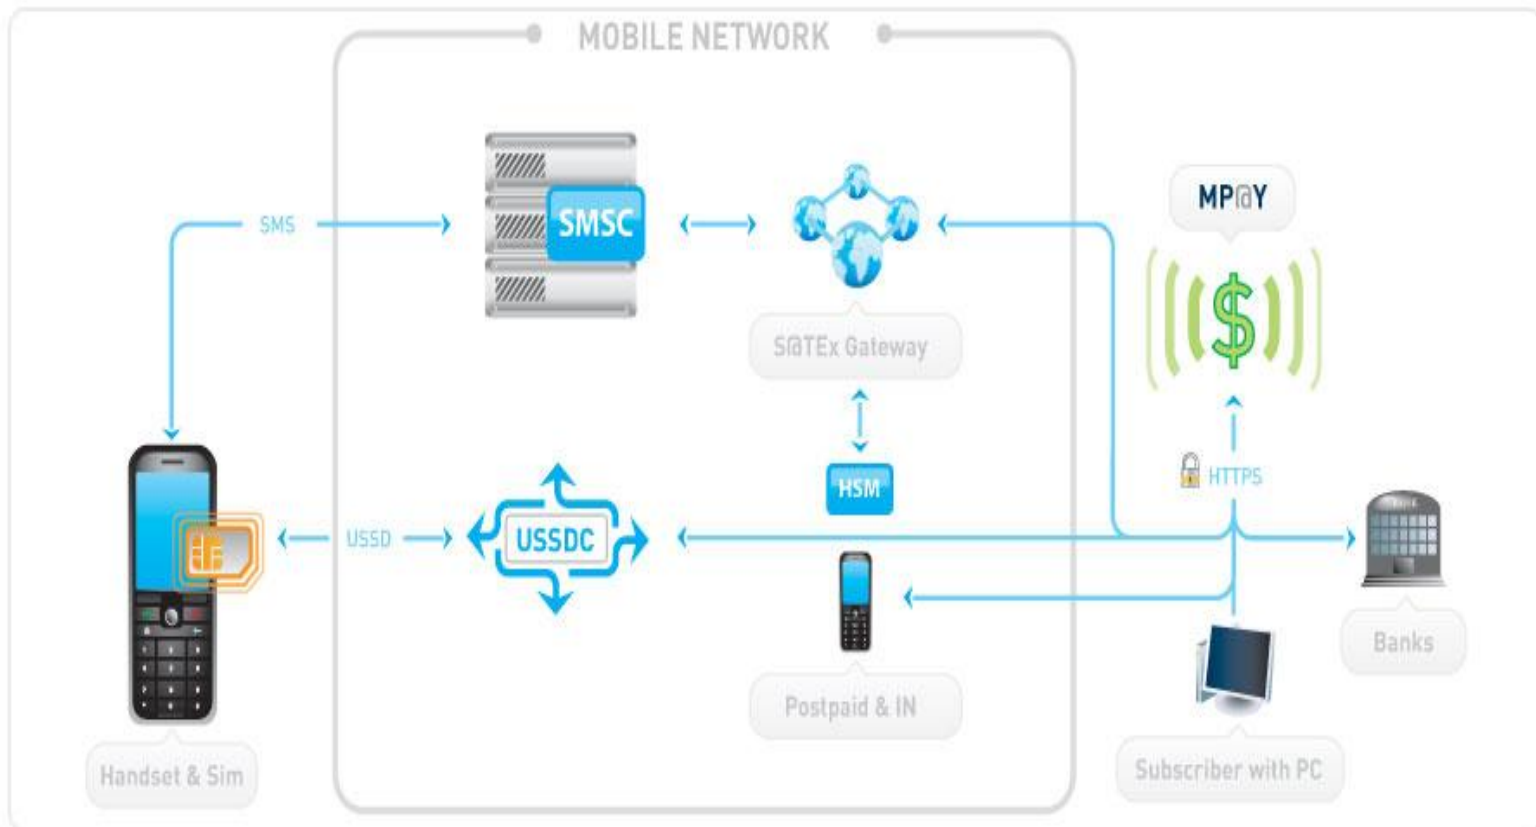 MOBILE NETWORK
SMS
SMSC
MP@Y
S@TEx Gateway
HTTPS
HSM
USSD
USSDC
Banks
Postpaid & IN
Subscriber with PC
Handset & Sim